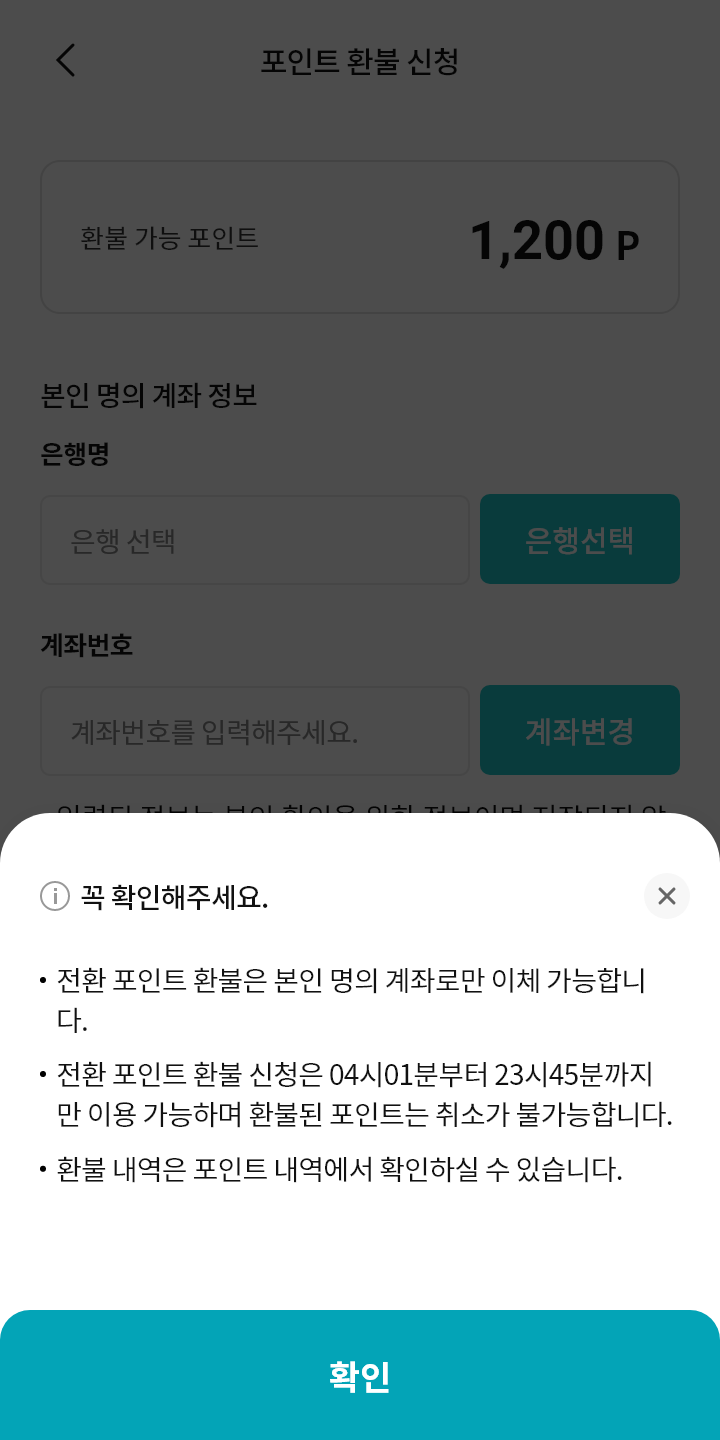 포인트 환불 신청
환불 가능 포인트
1,200 P
본인 명의 계좌 정보
은행명
은행 선택
은행선택
계좌번호
계좌번호를 입력해주세요.
계좌변경
꼭 확인해주세요.
• 전환 포인트 환불은 본인 명의 계좌로만 이체 가능합니
다.
• 전환 포인트 환불 신청은 04시01분부터 23시45분까지
만 이용 가능하며 환불된 포인트는 취소가 불가능합니다.
• 환불 내역은 포인트 내역에서 확인하실 수 있습니다.
확인